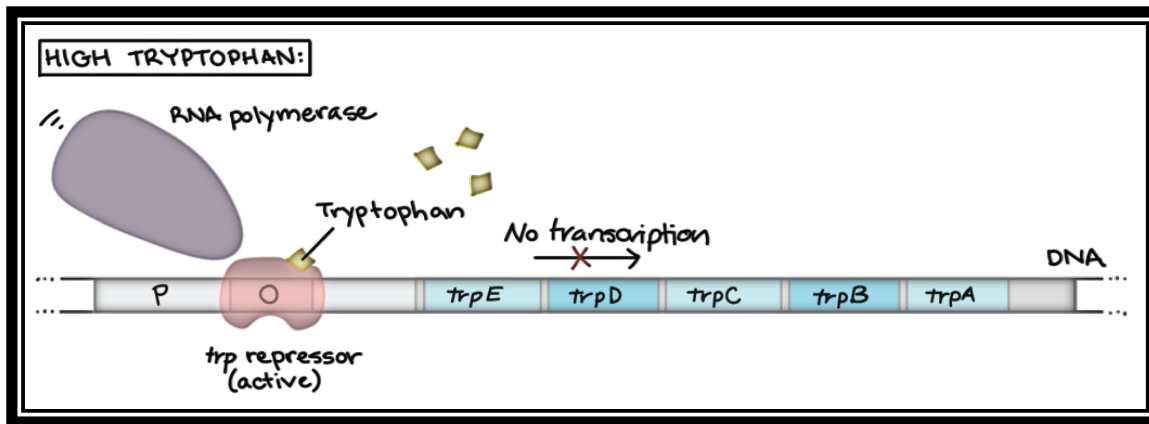 HIGH TRYPTOPHAN:
RNA polymerase
Tryptophan
No transcription
DNA
P
O
trpE
trpD
trpC
trpB
trpA
trp repressor
(active)